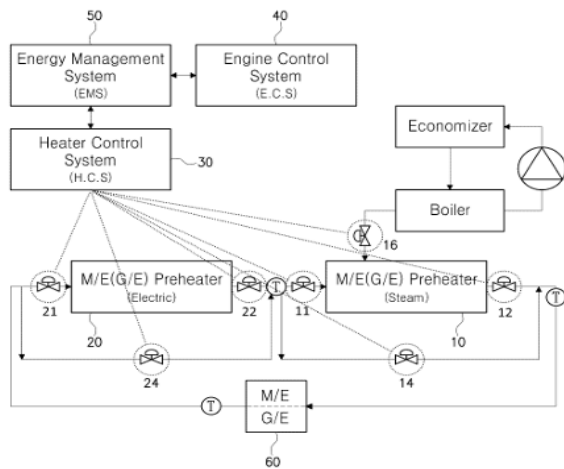 50
40
Energy Management
System
(EMS)
Engine Control
System
(E.C.S)
Heater Control
System
(H.C.S)
30
Economizer
Boiler
16
M/E(G/E) Preheater
(Electric)
M/E(G/E) Preheater
(Steam)
21
22
T
11
12
T
20
10
24
14
T
M/E
G/E
60